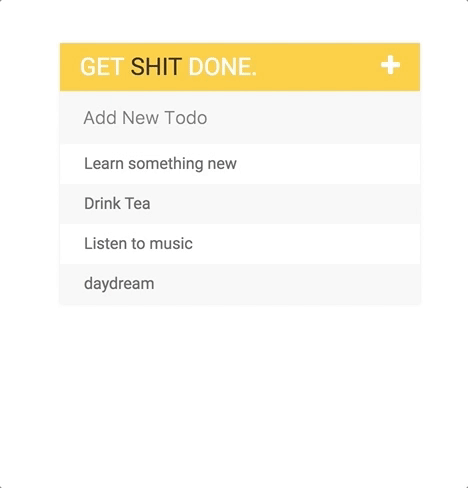 GET SHIT DONE.
Add New Todo
Learn something new
Drink Tea
Listen to music
daydream